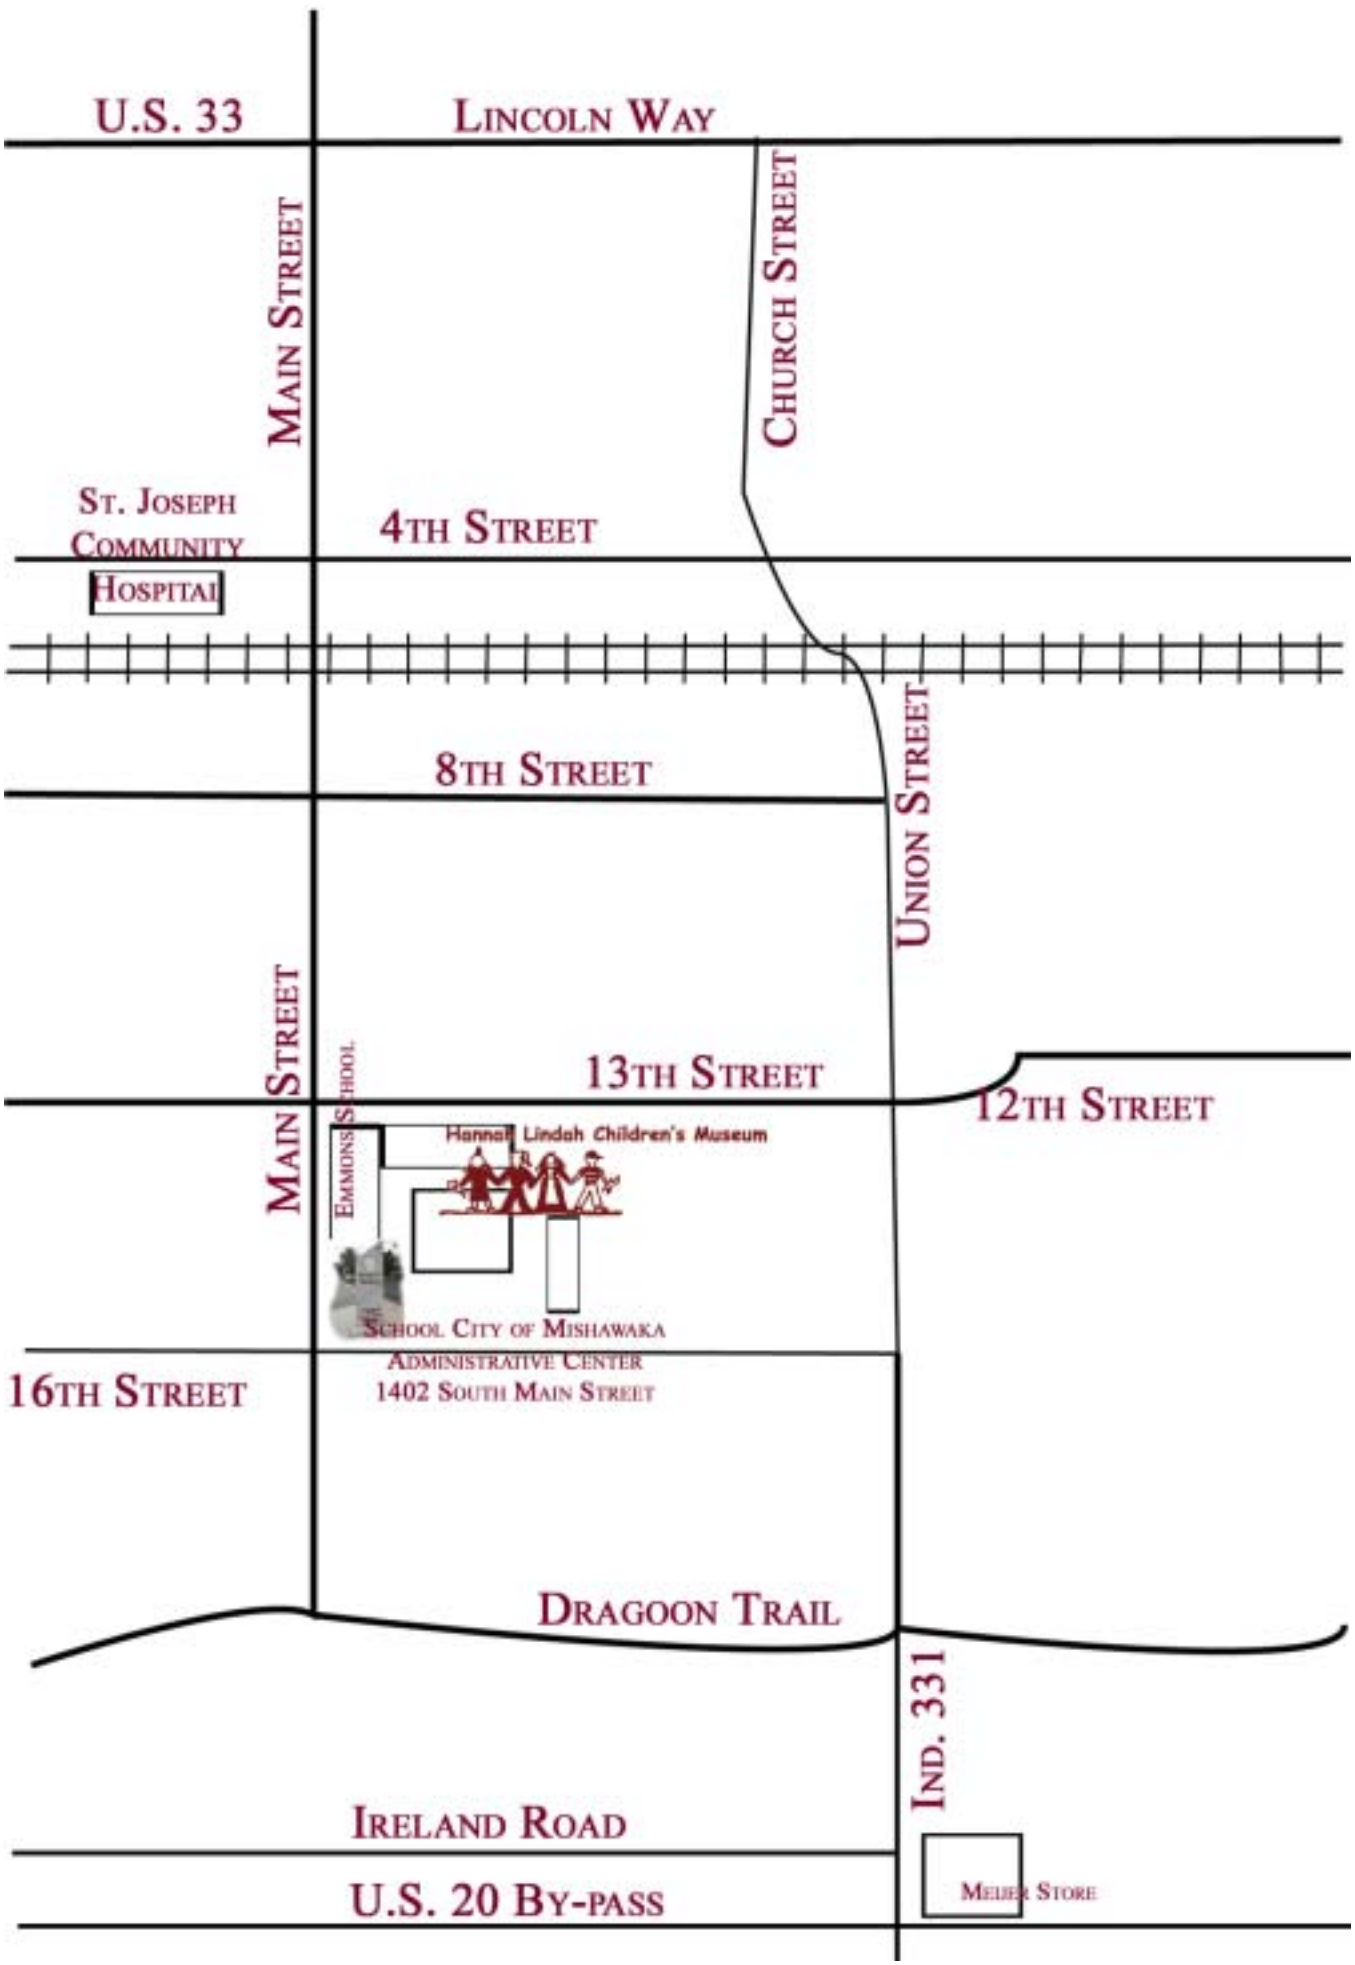 U.S. 33
LINCOLN WAY
MAIN STREET
CHURCH STREET
ST. JOSEPH
COMMUNITY
HOSPITAL
4TH STREET
8TH STREET
UNION STREET
MAIN STREET
13TH STREET
12TH STREET
EMMONS SCHOOL
Hannah Lindah Children's Museum
SCHOOL CITY OF MISHAWAKA
ADMINISTRATIVE CENTER
1402 SOUTH MAIN STREET
16TH STREET
DRAGOON TRAIL
IND. 331
IRELAND ROAD
U.S. 20 BY-PASS
MEIJER STORE